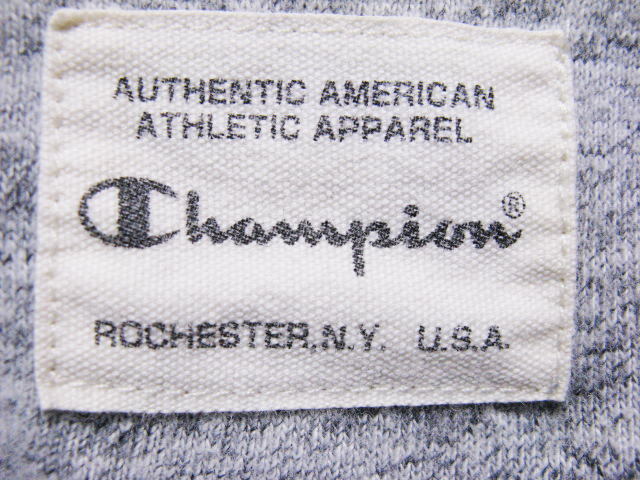 AUTHENTIC AMERICAN
ATHLETIC APPAREL
Champion®
ROCHESTER, N.Y. U.S.A.